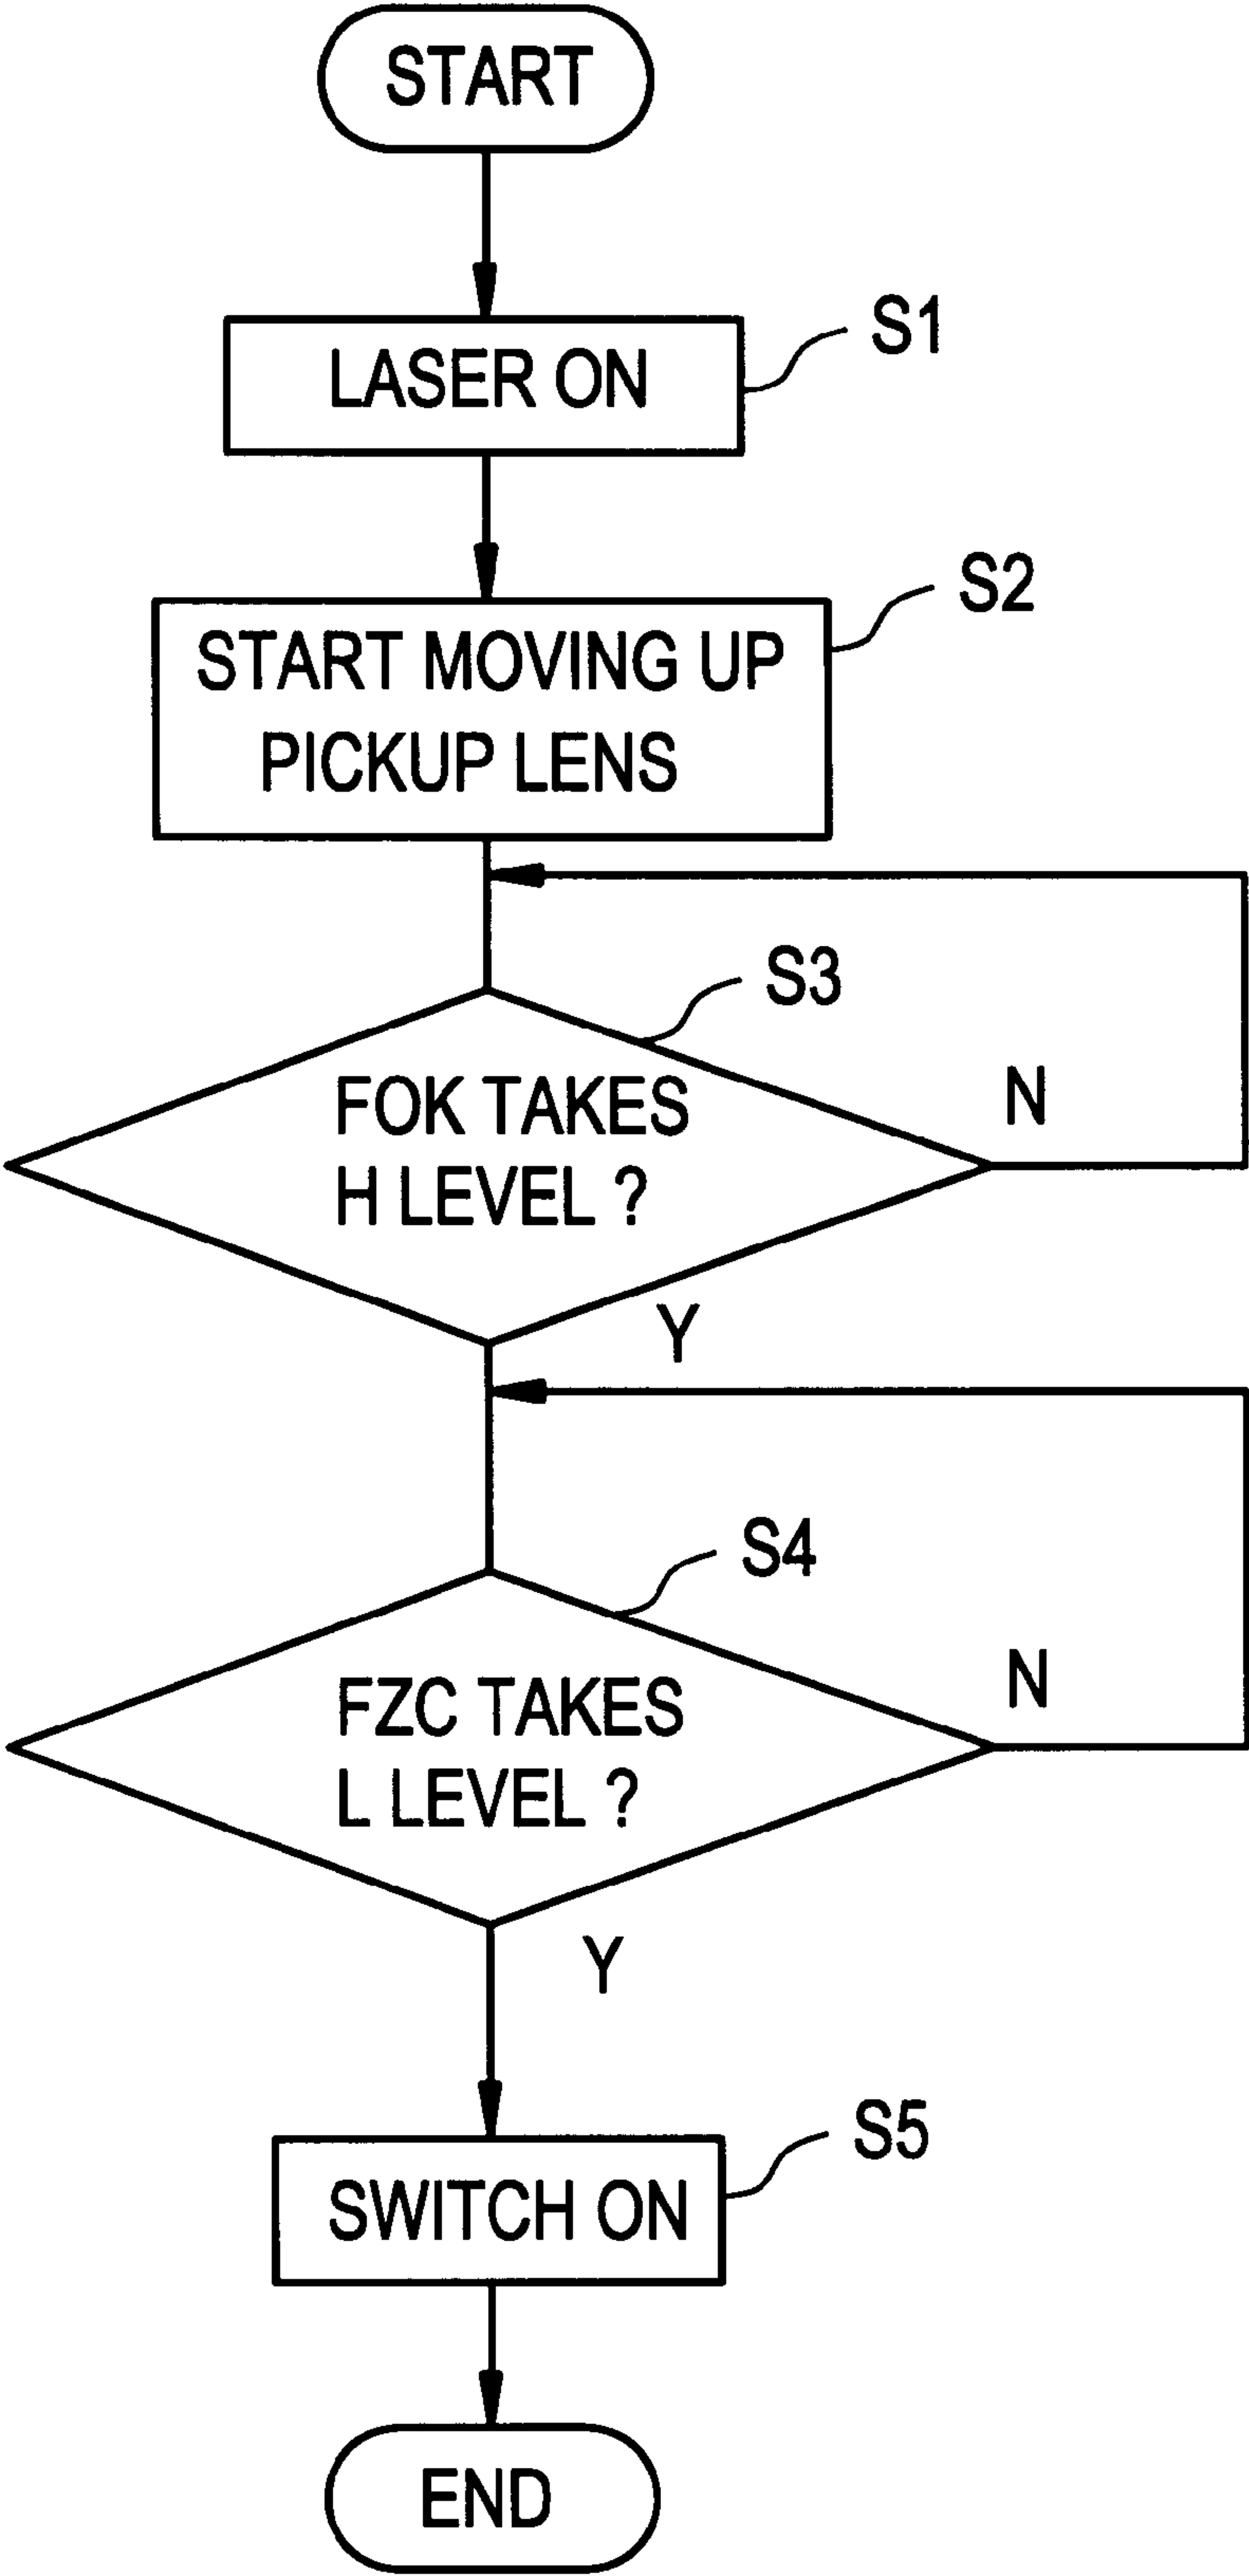 START
LASER ON
S1
START MOVING UP
PICKUP LENS
S2
S3
FOK TAKES
H LEVEL ?
N
Y
S4
FZC TAKES
L LEVEL ?
N
Y
SWITCH ON
S5
END